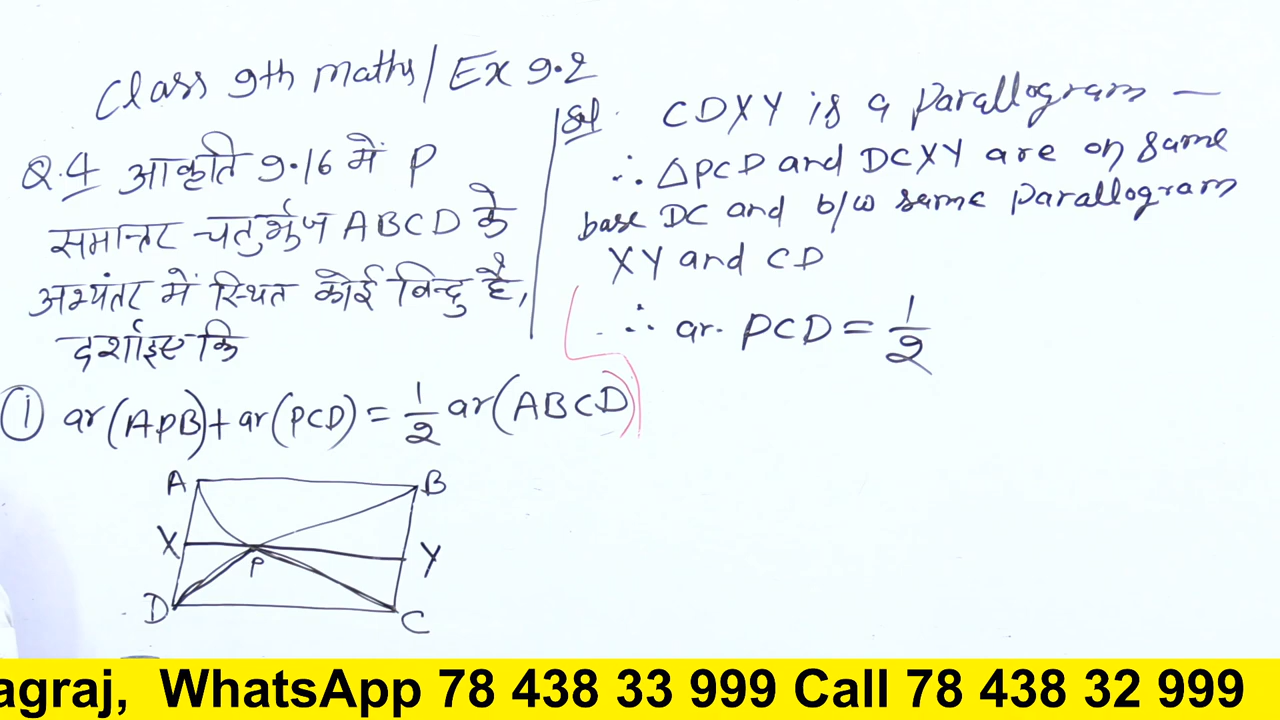 Class 9th maths/ Ex 9.2
Q.4 आकृति 9.16 में P
समान्तर चतुर्भुज ABCD के
अभ्यंतर में स्थित कोई बिन्दु है,
दर्शाइए कि
① ar(APB)+ar(PCD) = 1/2 ar(ABCD)
A B
X Y
P
D C
Sol. CDXY is a parallogram —
∴ △PCD and DCXY are on same
base DC and b/w same parallogram
XY and CD
∴ ar. PCD = 1/2
agraj, WhatsApp 78 438 33 999 Call 78 438 32 999